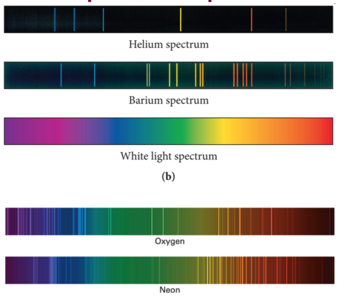 Helium spectrum
Barium spectrum
White light spectrum
(b)
Oxygen
Neon